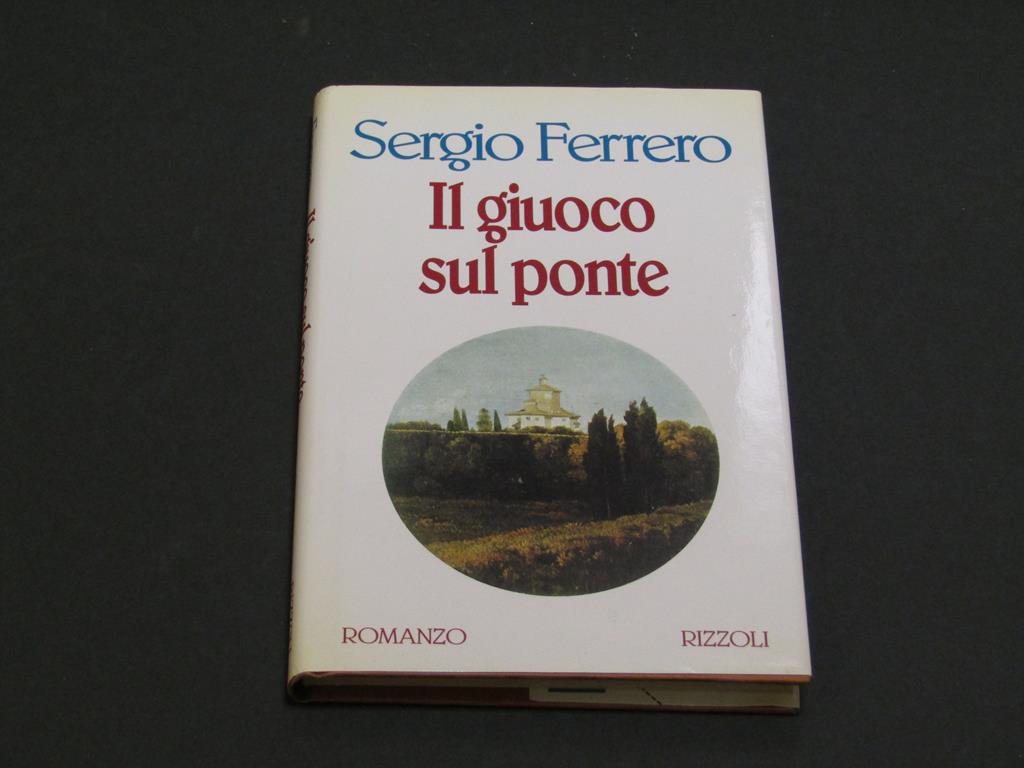 Sergio Ferrero
Il giuoco
sul ponte
ROMANZO
RIZZOLI